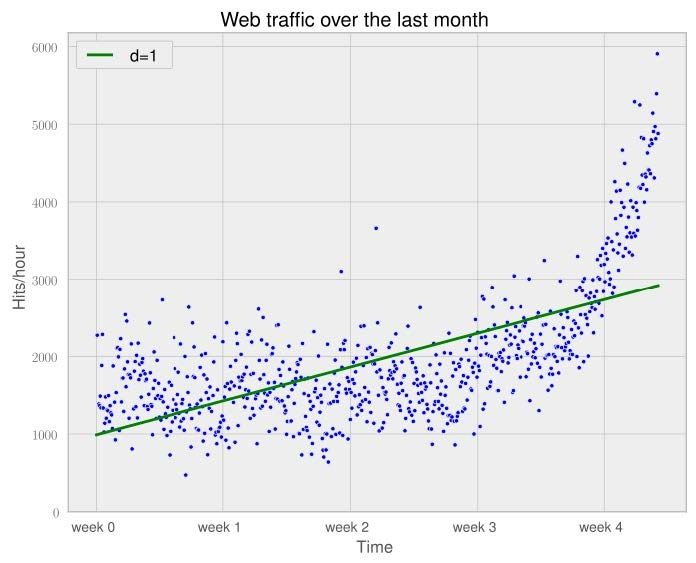 Web traffic over the last month
d=1
6000
5000
4000
3000
2000
1000
0
Hits/hour
week 0 week 1 week 2 week 3 week 4
Time